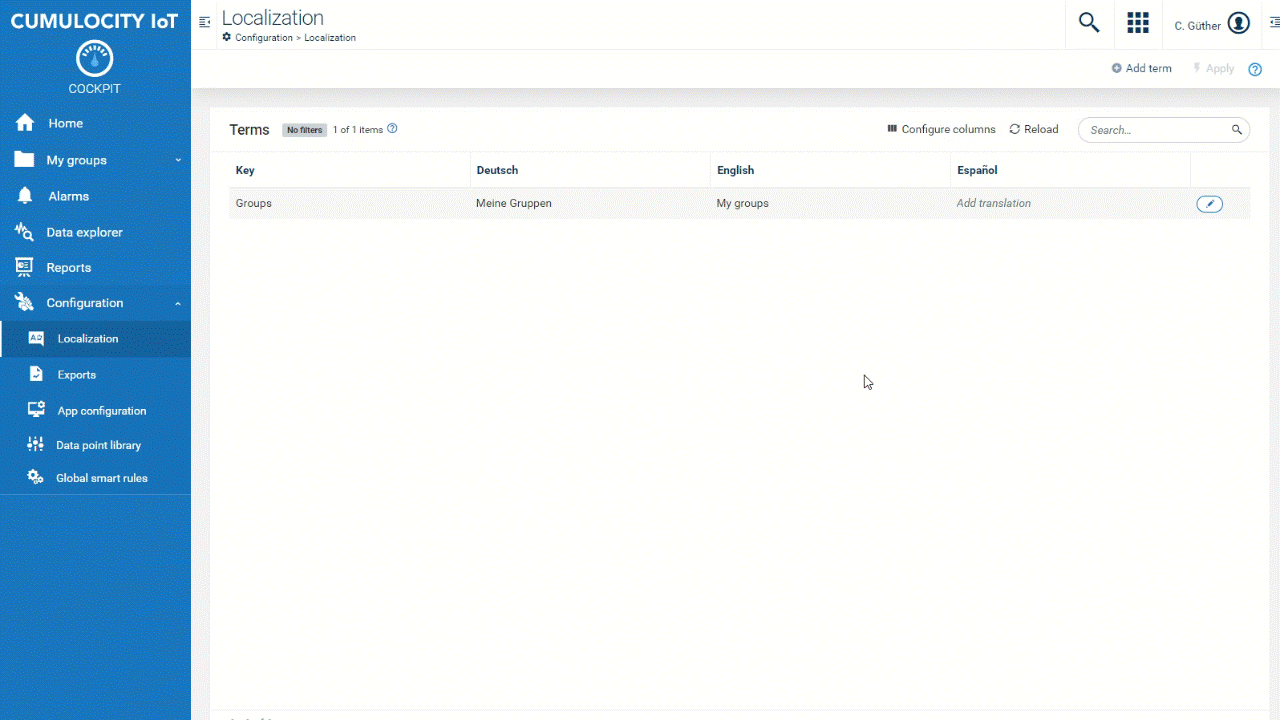 CUMULOCITY IoT
COCKPIT
Home
My groups
Alarms
Data explorer
Reports
Configuration
Localization
Exports
App configuration
Data point library
Global smart rules
Localization
Configuration > Localization
C. Güther
Add term
Apply
Terms No filters 1 of 1 items
Configure columns Reload Search...
Key Deutsch English Español
Groups Meine Gruppen My groups Add translation